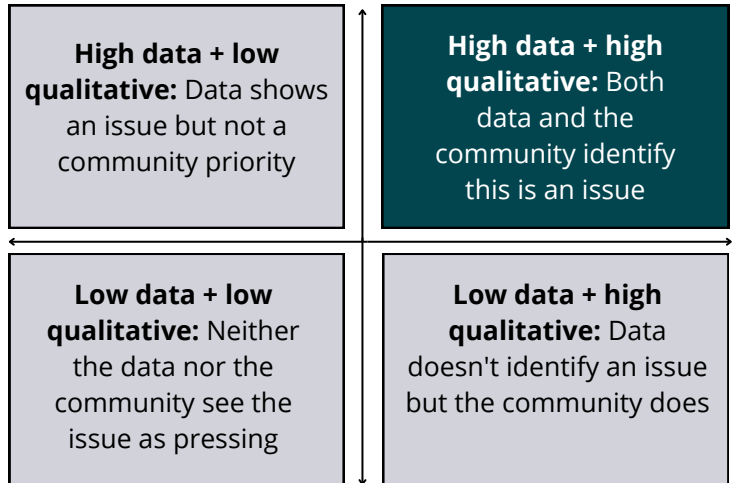 High data + low
qualitative: Data shows
an issue but not a
community priority
High data + high
qualitative: Both
data and the
community identify
this is an issue
Low data + low
qualitative: Neither
the data nor the
community see the
issue as pressing
Low data + high
qualitative: Data
doesn't identify an issue
but the community does